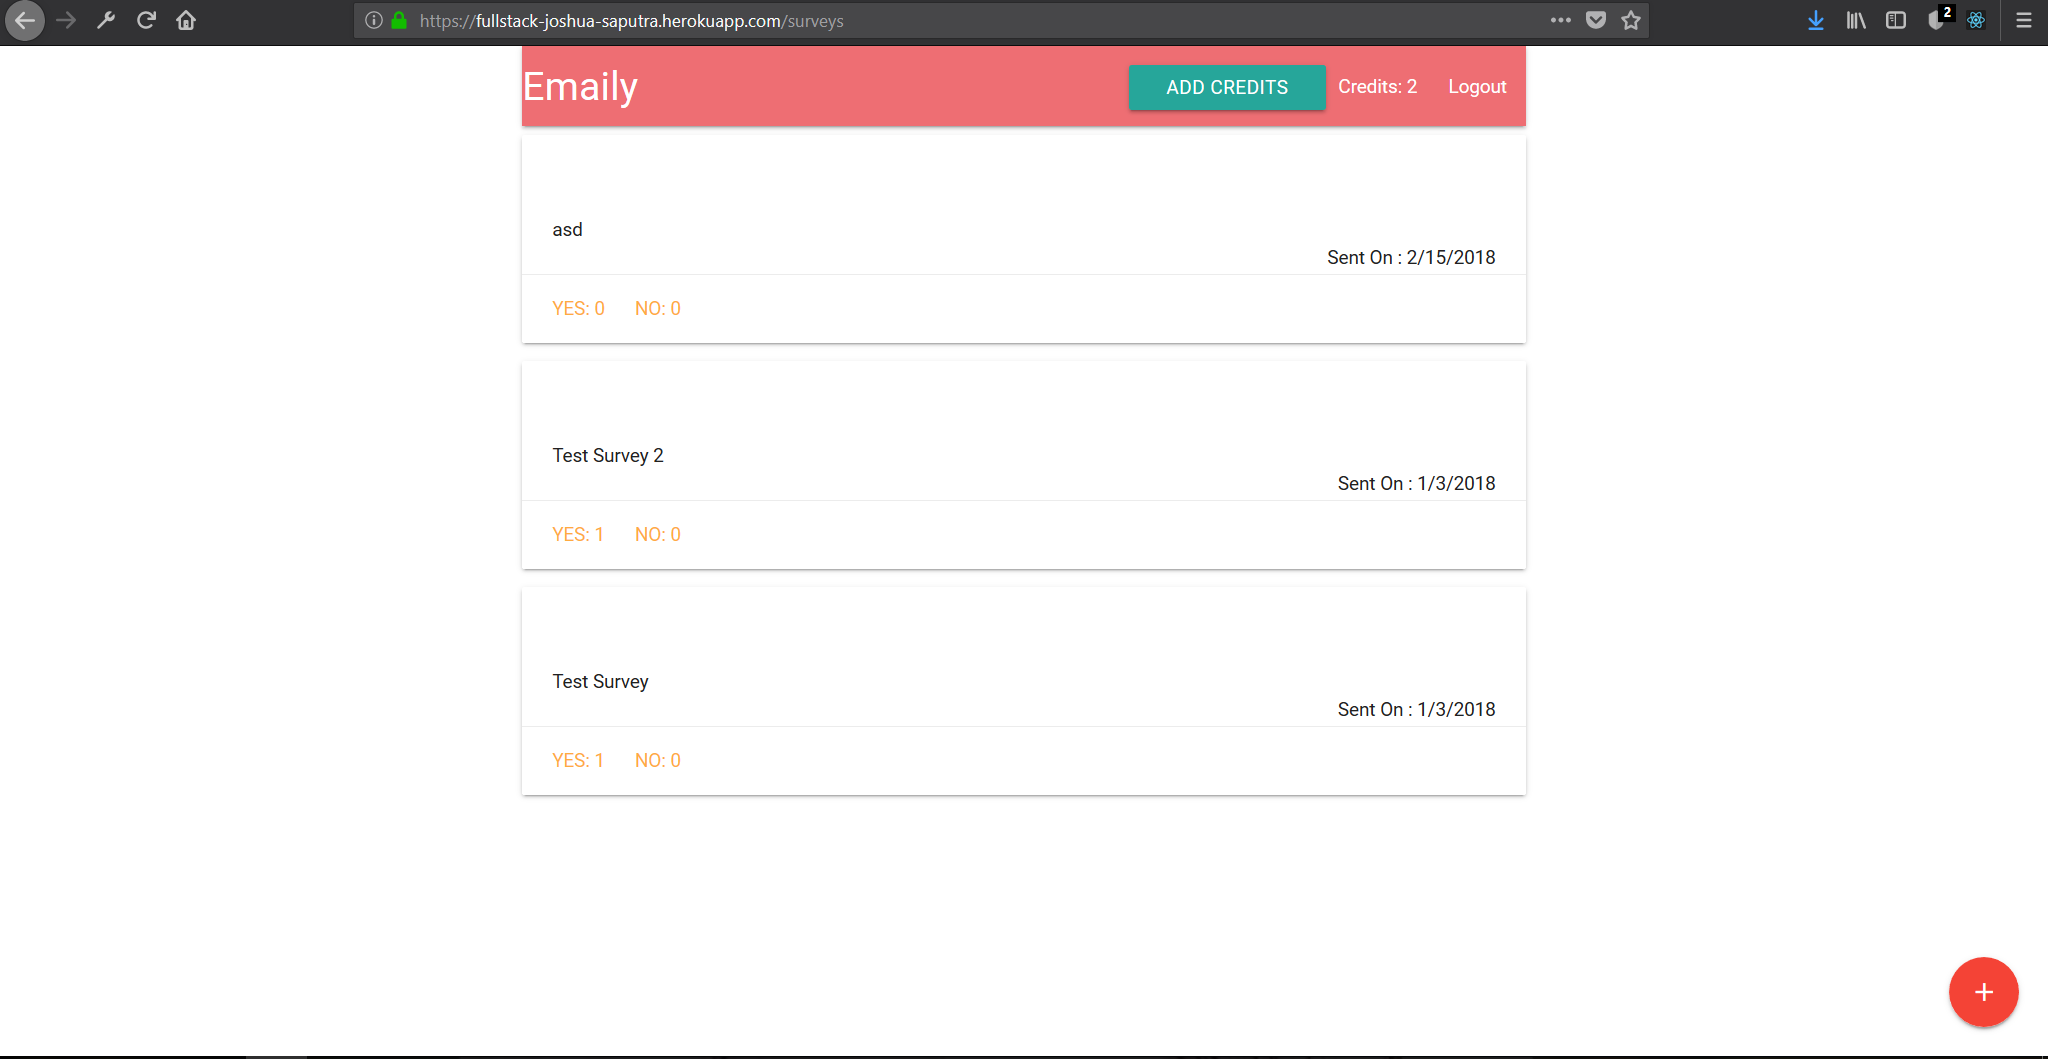 https://fullstack-joshua-saputra.herokuapp.com/surveys
2
Emaily
ADD CREDITS
Credits: 2
Logout
asd
Sent On : 2/15/2018
YES: 0 NO: 0
Test Survey 2
Sent On : 1/3/2018
YES: 1 NO: 0
Test Survey
Sent On : 1/3/2018
YES: 1 NO: 0